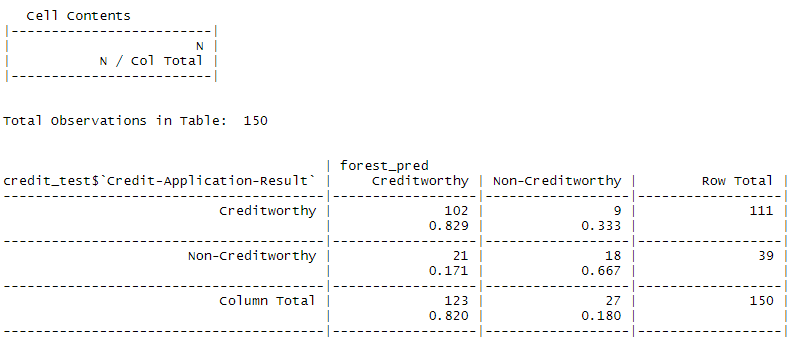 Cell Contents
|-------------------------|
|                       N |
|         N / Col Total |
|-------------------------|
Total Observations in Table:  150
| forest_pred
credit_test$`Credit-Application-Result` | Creditworthy | Non-Creditworthy | Row Total |
----------------------------------------|------------------|------------------|------------------|
Creditworthy | 102 | 9 | 111 |
| 0.829 | 0.333 | |
----------------------------------------|------------------|------------------|------------------|
Non-Creditworthy | 21 | 18 | 39 |
| 0.171 | 0.667 | |
----------------------------------------|------------------|------------------|------------------|
Column Total | 123 | 27 | 150 |
| 0.820 | 0.180 | |
----------------------------------------|------------------|------------------|------------------|